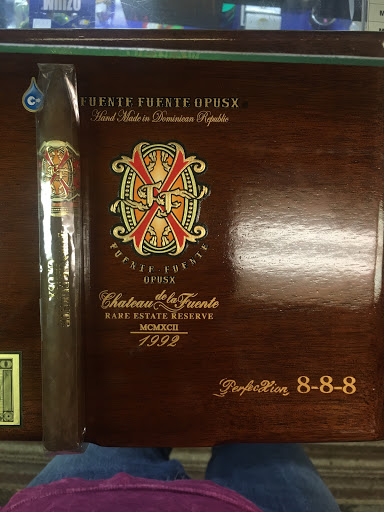 FUENTE FUENTE OPUSX
Hand Made in Dominican Republic
FF
FUENTE · FUENTE
OPUSX
Chateau de la Fuente
RARE ESTATE RESERVE
MCMXCII
1992
PerfecXion 8-8-8